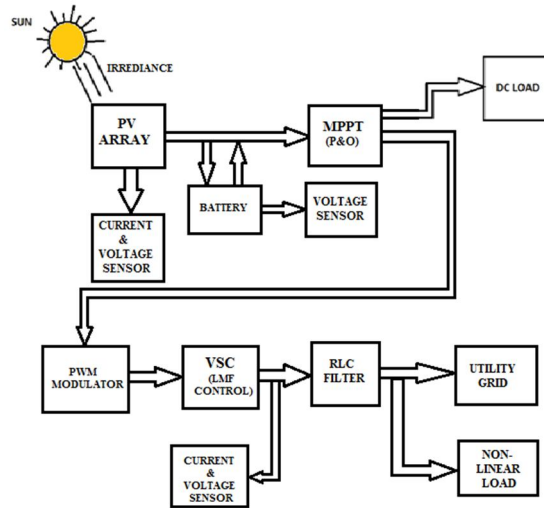 SUN
IRREDIANCE
PV
ARRAY
MPPT
(P&O)
DC LOAD
BATTERY
VOLTAGE
SENSOR
CURRENT
&
VOLTAGE
SENSOR
PWM
MODULATOR
VSC
(LMF
CONTROL)
RLC
FILTER
UTILITY
GRID
CURRENT
&
VOLTAGE
SENSOR
NON-
LINEAR
LOAD